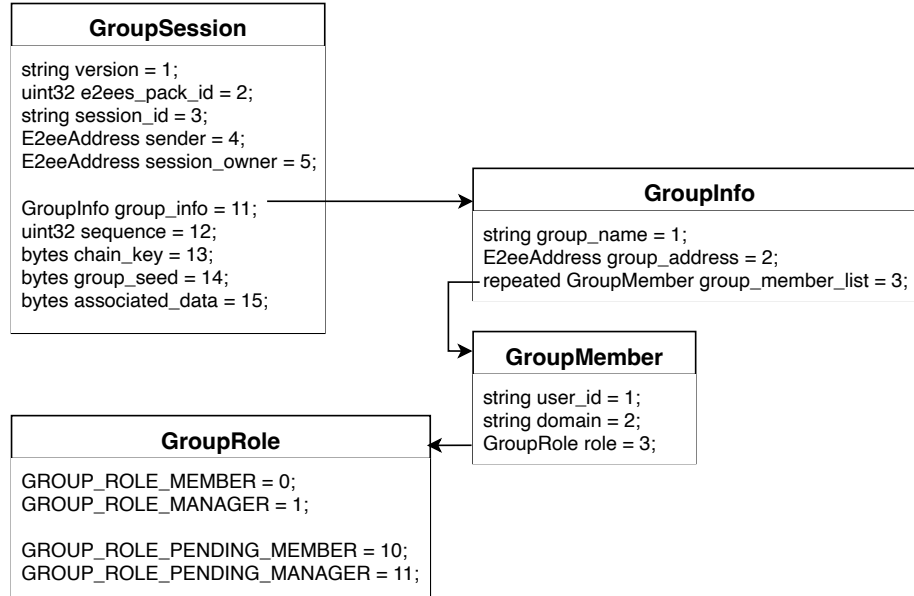 GroupSession
string version = 1;
uint32 e2ees_pack_id = 2;
string session_id = 3;
E2eeAddress sender = 4;
E2eeAddress session_owner = 5;
GroupInfo group_info = 11;
uint32 sequence = 12;
bytes chain_key = 13;
bytes group_seed = 14;
bytes associated_data = 15;
GroupInfo
string group_name = 1;
E2eeAddress group_address = 2;
repeated GroupMember group_member_list = 3;
GroupMember
string user_id = 1;
string domain = 2;
GroupRole role = 3;
GroupRole
GROUP_ROLE_MEMBER = 0;
GROUP_ROLE_MANAGER = 1;
GROUP_ROLE_PENDING_MEMBER = 10;
GROUP_ROLE_PENDING_MANAGER = 11;